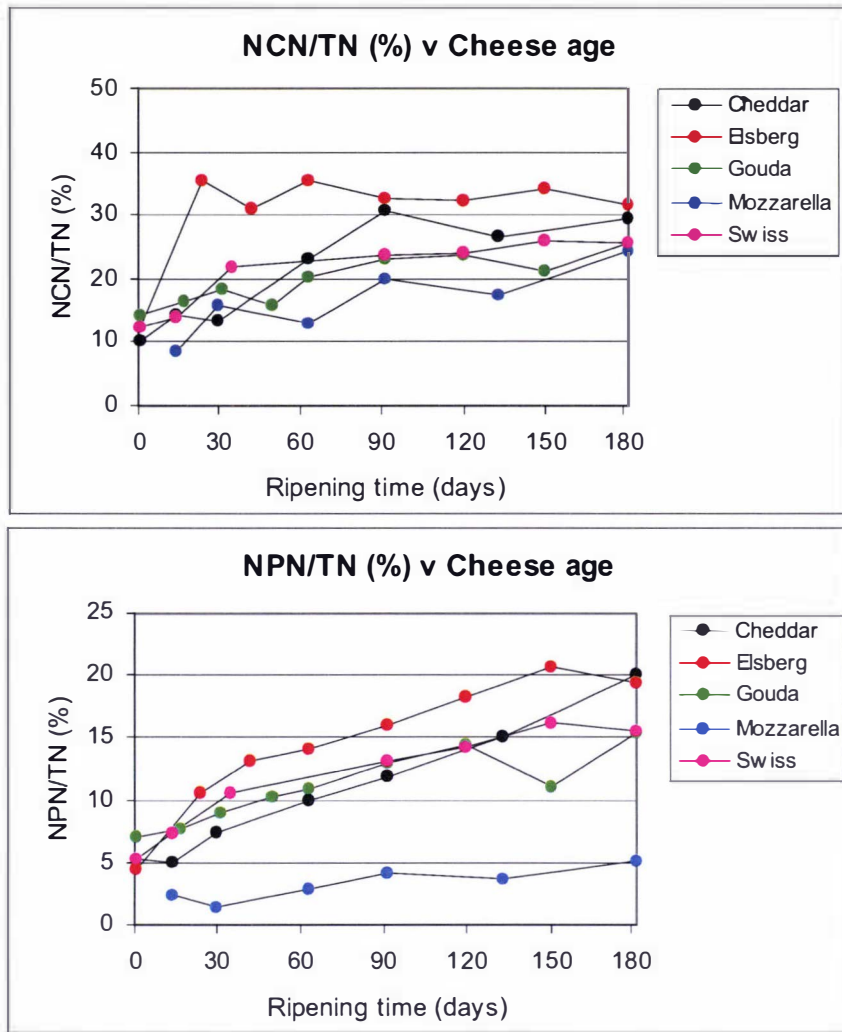 NCN/TN (%) v Cheese age
50
40
30
20
10
0
NCN/TN (%)
0 30 60 90 120 150 180
Ripening time (days)
Cheddar
Elsberg
Gouda
Mozzarella
Swiss
NPN/TN (%) v Cheese age
25
20
15
10
5
0
NPN/TN (%)
0 30 60 90 120 150 180
Ripening time (days)
Cheddar
Elsberg
Gouda
Mozzarella
Swiss